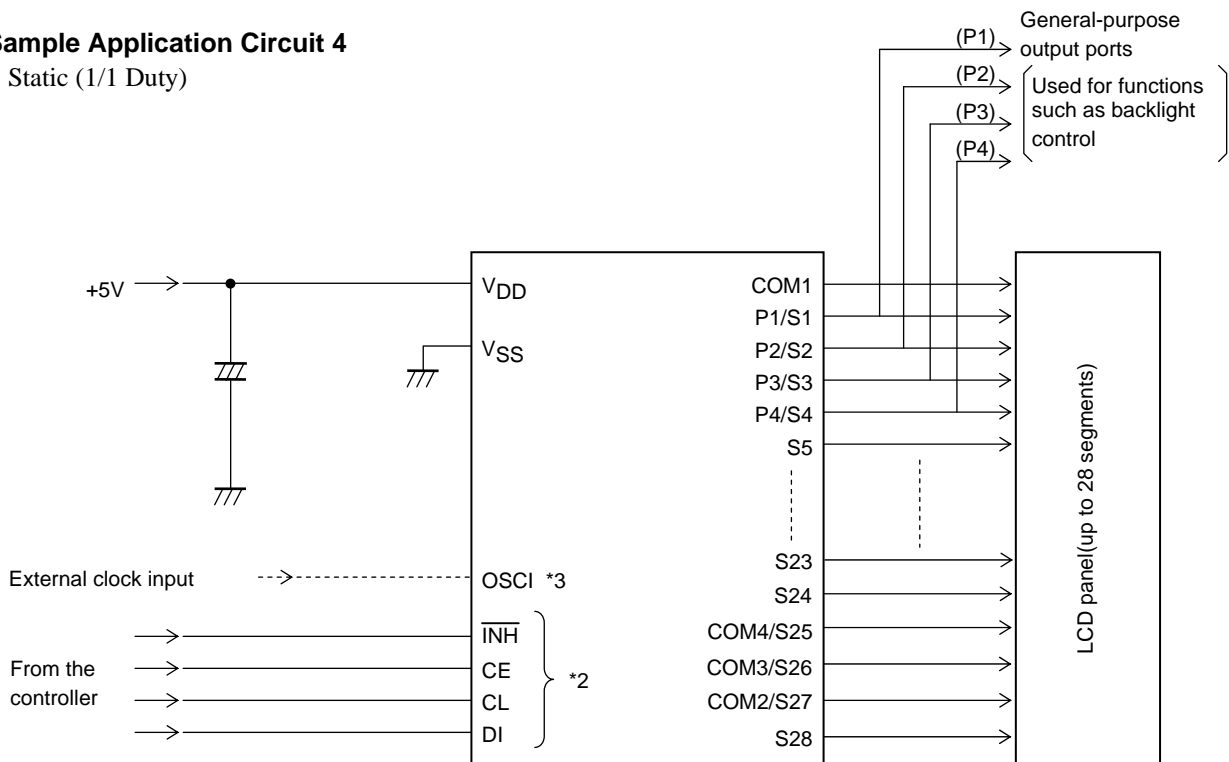 ample Application Circuit 4
Static (1/1 Duty)
General-purpose
output ports
(P1)
(P2)
(P3)
(P4)
Used for functions
such as backlight
control
+5V
VDD
VSS
COM1
P1/S1
P2/S2
P3/S3
P4/S4
S5
S23
S24
COM4/S25
COM3/S26
COM2/S27
S28
External clock input
OSCI *3
INH
CE
CL
DI
*2
From the
controller
LCD panel(up to 28 segments)